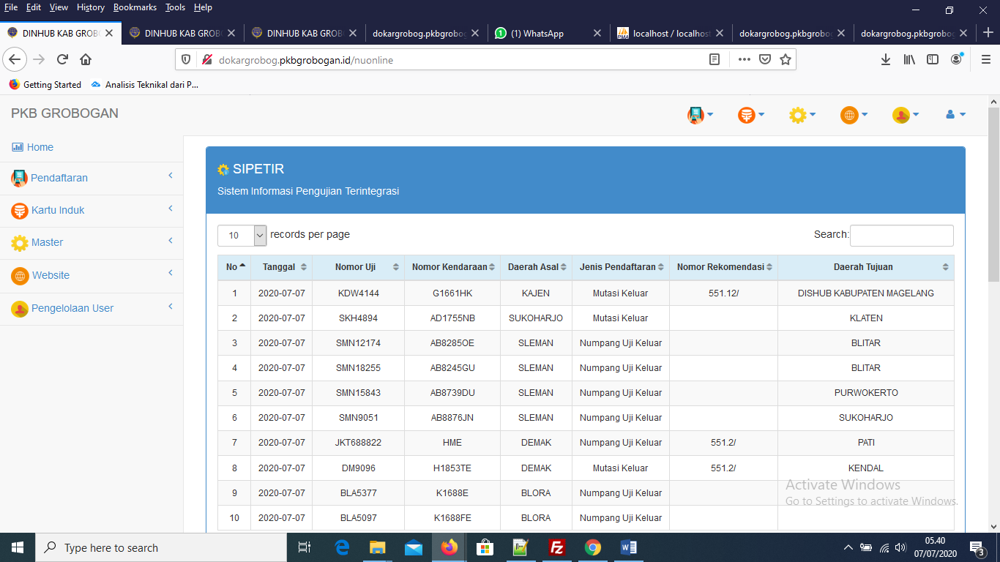 File Edit View History Bookmarks Tools Help
DINHUB KAB GROB DINHUB KAB GROB DINHUB KAB GROB dokargrobog.pkbgrobog (1) WhatsApp localhost / localhost dokargrobog.pkbgrobog dokargrobog.pkbgrobog
dokargrobog.pkbgrobogan.id/nuonline
Getting Started Analisis Teknikal dari P...
PKB GROBOGAN
Home
Pendaftaran
Kartu Induk
Master
Website
Pengelolaan User
SIPETIR
Sistem Informasi Pengujian Terintegrasi
10 records per page Search:
No Tanggal Nomor Uji Nomor Kendaraan Daerah Asal Jenis Pendaftaran Nomor Rekomendasi Daerah Tujuan
1 2020-07-07 KDW4144 G1661HK KAJEN Mutasi Keluar 551.12/ DISHUB KABUPATEN MAGELANG
2 2020-07-07 SKH4894 AD1755NB SUKOHARJO Mutasi Keluar KLATEN
3 2020-07-07 SMN12174 AB8285OE SLEMAN Numpang Uji Keluar BLITAR
4 2020-07-07 SMN18255 AB8245GU SLEMAN Numpang Uji Keluar BLITAR
5 2020-07-07 SMN15843 AB8739DU SLEMAN Numpang Uji Keluar PURWOKERTO
6 2020-07-07 SMN9051 AB8876JN SLEMAN Numpang Uji Keluar SUKOHARJO
7 2020-07-07 JKT688822 HME DEMAK Numpang Uji Keluar 551.2/ PATI
8 2020-07-07 DM9096 H1853TE DEMAK Mutasi Keluar 551.2/ KENDAL
9 2020-07-07 BLA5377 K1688E BLORA Numpang Uji Keluar
10 2020-07-07 BLA5097 K1688FE BLORA Numpang Uji Keluar
Activate Windows
Go to Settings to activate Windows.
Type here to search
05.40
07/07/2020
3